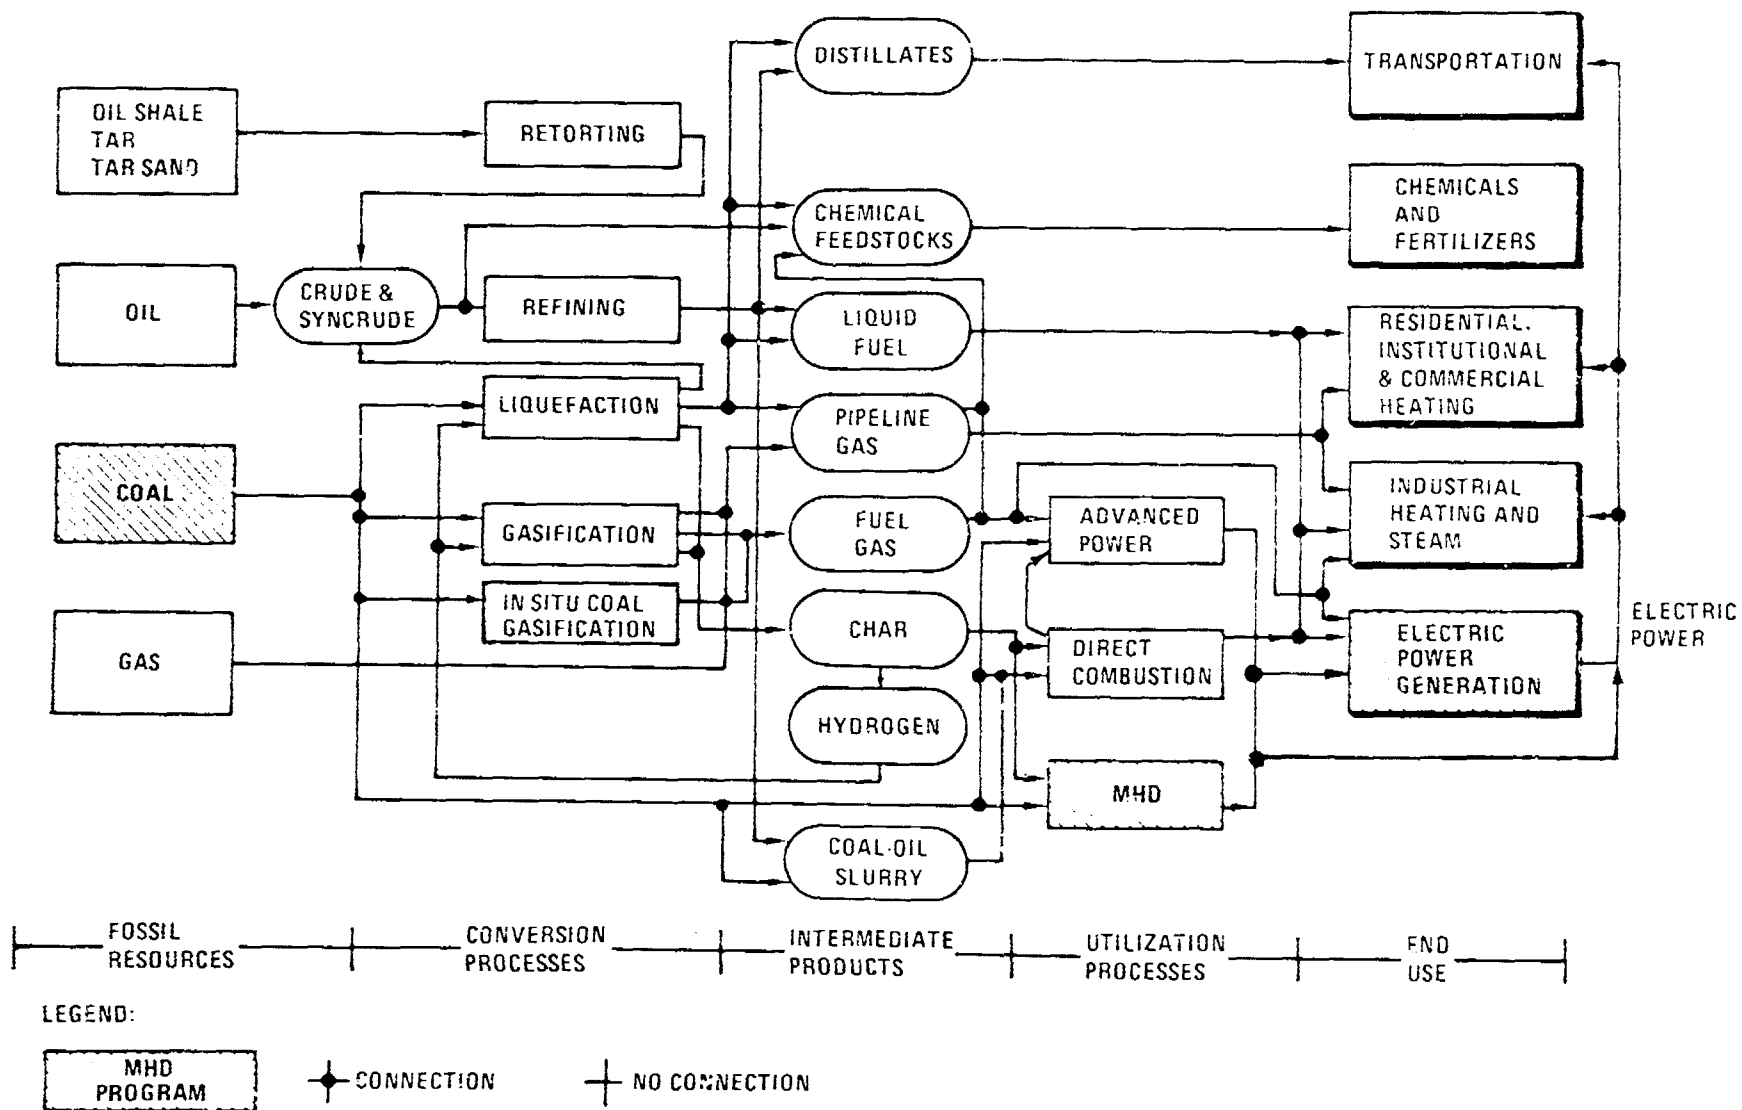 DISTILLATES
TRANSPORTATION
OIL SHALE
TAR
TAR SAND
RETORTING
CHEMICAL
FEEDSTOCKS
CHEMICALS
AND
FERTILIZERS
OIL
CRUDE &
SYNCRUDE
REFINING
LIQUID
FUEL
RESIDENTIAL,
INSTITUTIONAL
& COMMERCIAL
HEATING
LIQUEFACTION
PIPELINE
GAS
COAL
GASIFICATION
FUEL
GAS
ADVANCED
POWER
INDUSTRIAL
HEATING AND
STEAM
IN SITU COAL
GASIFICATION
GAS
CHAR
DIRECT
COMBUSTION
ELECTRIC
POWER
GENERATION
ELECTRIC
POWER
HYDROGEN
MHD
COAL-OIL
SLURRY
FOSSIL
RESOURCES
CONVERSION
PROCESSES
INTERMEDIATE
PRODUCTS
UTILIZATION
PROCESSES
END
USE
LEGEND:
MHD
PROGRAM
CONNECTION
NO CONNECTION